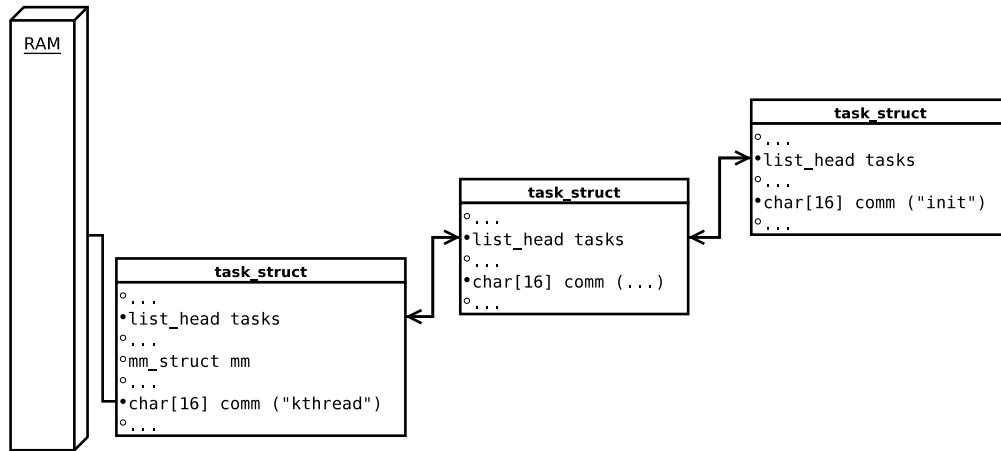 RAM
task_struct
...
list_head tasks
...
mm_struct mm
...
char[16] comm ("kthread")
...
task_struct
...
list_head tasks
...
char[16] comm (...)
...
task_struct
...
list_head tasks
...
char[16] comm ("init")
...